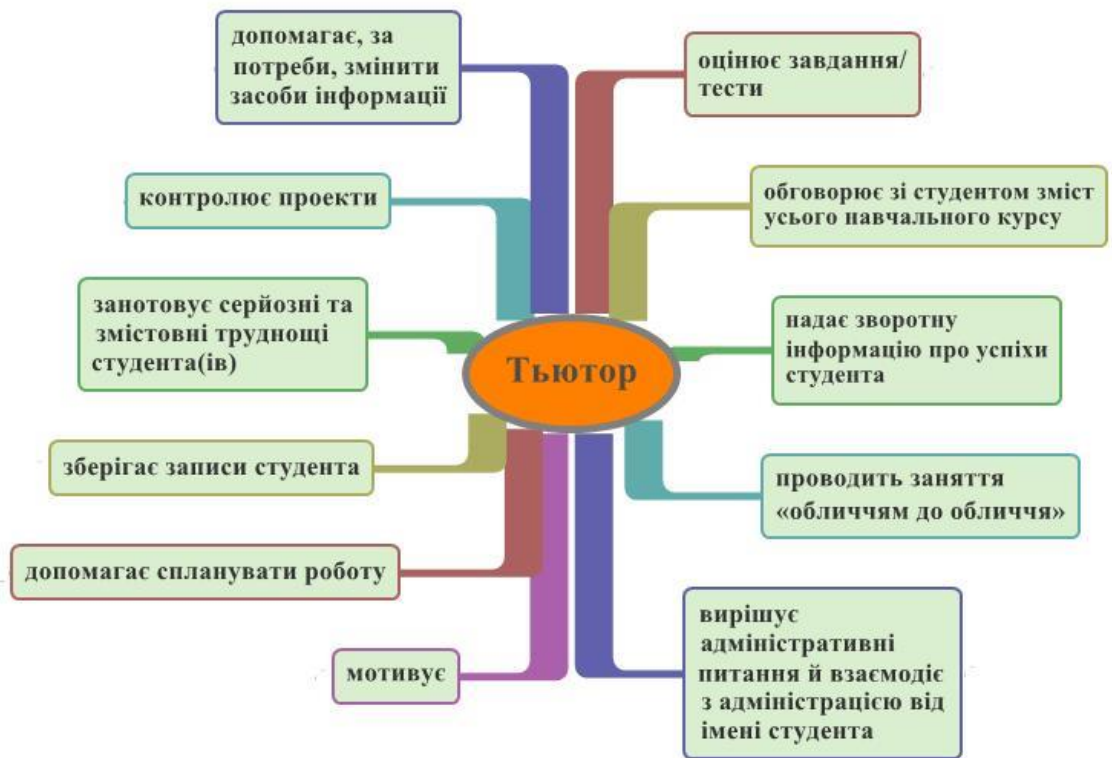 допомагає, за
потреби, змінити
засоби інформації
оцінює завдання/
тести
контролює проекти
обговорює зі студентом зміст
усього навчального курсу
занотовує серйозні та
змістовні труднощі
студента(ів)
Тьютор
надає зворотну
інформацію про успіхи
студента
зберігає записи студента
проводить заняття
«обличчям до обличчя»
допомагає спланувати роботу
вирішує
адміністративні
питання й взаємодіє
з адміністрацією від
імені студента
мотивує